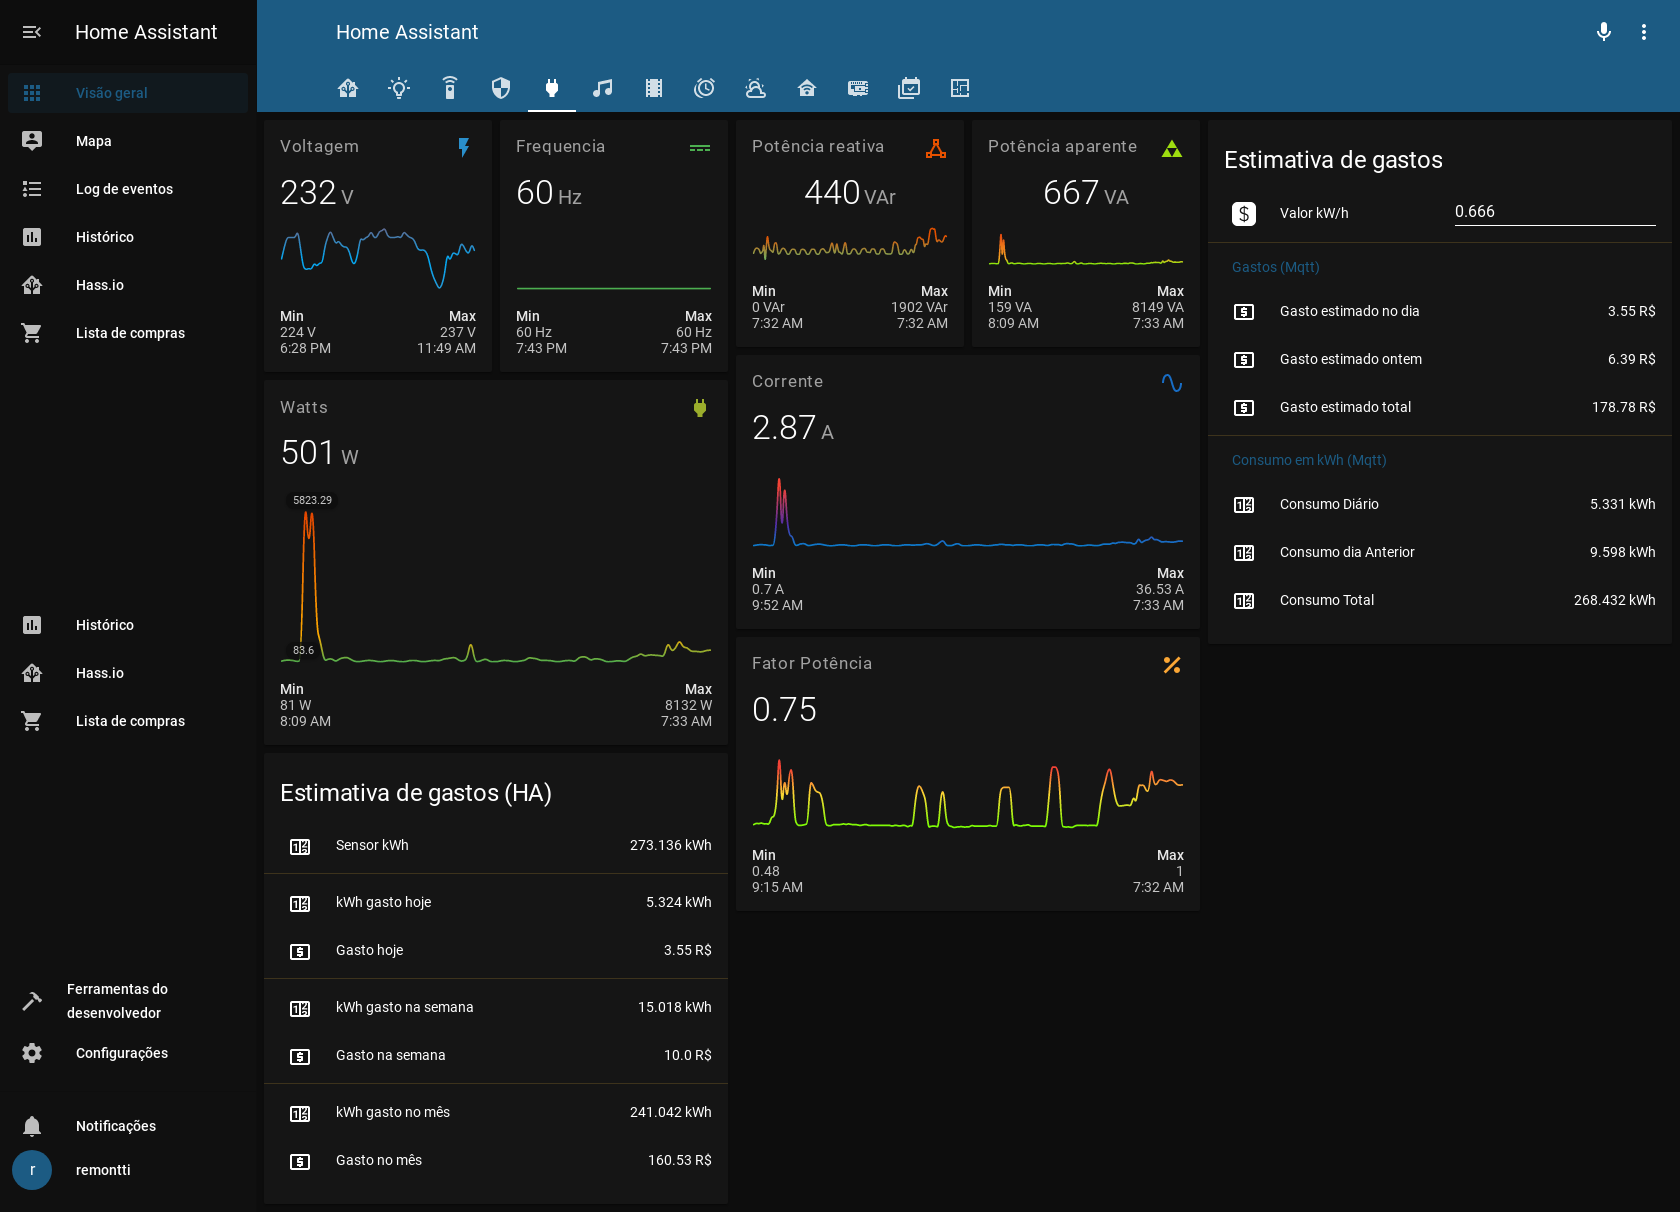 Home Assistant
Visão geral
Mapa
Log de eventos
Histórico
Hass.io
Lista de compras
Histórico
Hass.io
Lista de compras
Ferramentas do
desenvolvedor
Configurações
Notificações
r
remontti
Home Assistant
Voltagem
232 V
Min
Max
224 V
237 V
6:28 PM
11:49 AM
Frequencia
60 Hz
Min
Max
60 Hz
60 Hz
7:43 PM
7:43 PM
Watts
501 W
5823.29
83.6
Min
Max
81 W
8132 W
8:09 AM
7:33 AM
Estimativa de gastos (HA)
Sensor kWh 273.136 kWh
kWh gasto hoje 5.324 kWh
Gasto hoje 3.55 R$
kWh gasto na semana 15.018 kWh
Gasto na semana 10.0 R$
kWh gasto no mês 241.042 kWh
Gasto no mês 160.53 R$
Potência reativa
440 VAr
Min
Max
0 VAr
1902 VAr
7:32 AM
7:32 AM
Potência aparente
667 VA
Min
Max
159 VA
8149 VA
8:09 AM
7:33 AM
Corrente
2.87 A
Min
Max
0.7 A
36.53 A
9:52 AM
7:33 AM
Fator Potência
0.75
Min
Max
0.48
1
9:15 AM
7:32 AM
Estimativa de gastos
Valor kW/h 0.666
Gastos (Mqtt)
Gasto estimado no dia 3.55 R$
Gasto estimado ontem 6.39 R$
Gasto estimado total 178.78 R$
Consumo em kWh (Mqtt)
Consumo Diário 5.331 kWh
Consumo dia Anterior 9.598 kWh
Consumo Total 268.432 kWh